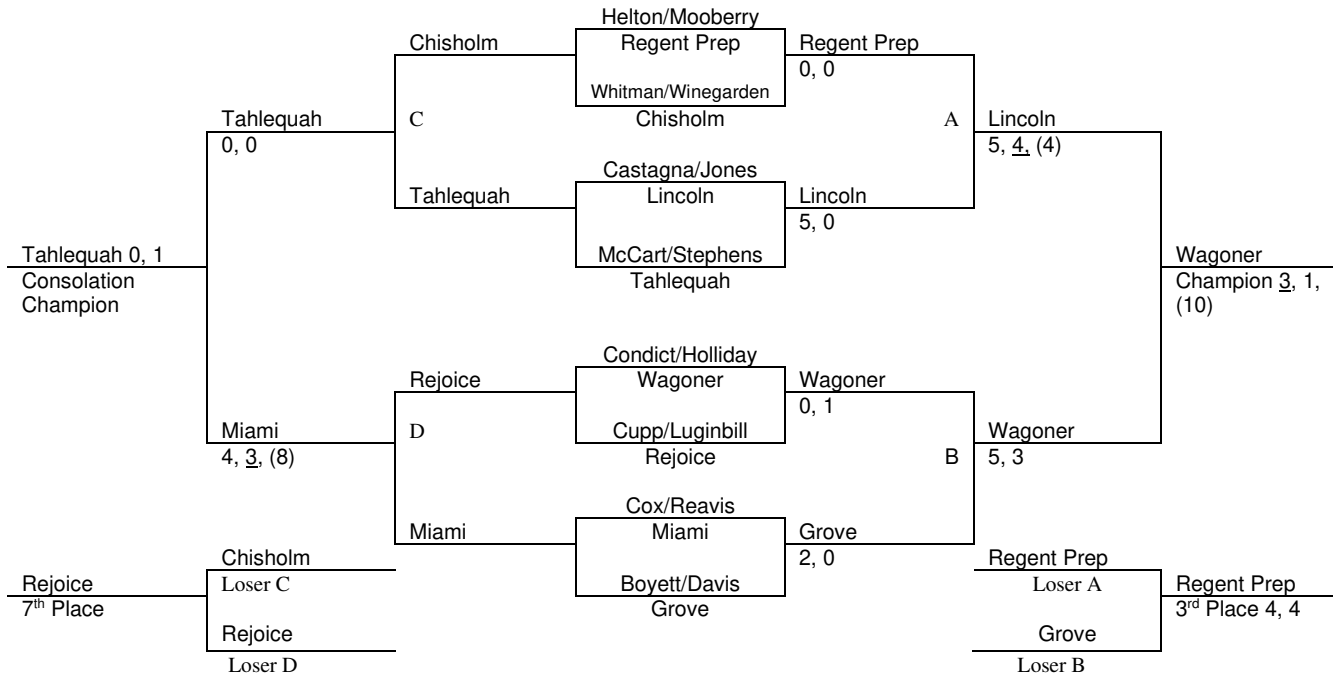 Helton/Mooberry
Chisholm
Regent Prep
Regent Prep
0, 0
Whitman/Winegarden
Tahlequah
C
Chisholm
A
Lincoln
0, 0
5, 4, (4)
Castagna/Jones
Tahlequah
Lincoln
Lincoln
5, 0
Tahlequah 0, 1
McCart/Stephens
Wagoner
Consolation
Champion
Tahlequah
Champion 3, 1,
(10)
Condict/Holliday
Rejoice
Wagoner
Wagoner
0, 1
Miami
D
Cupp/Luginbill
Wagoner
4, 3, (8)
Rejoice
B
5, 3
Cox/Reavis
Miami
Miami
Grove
2, 0
Chisholm
Regent Prep
Rejoice
Loser C
Boyett/Davis
Loser A
Regent Prep
7th Place
Grove
3rd Place 4, 4
Rejoice
Grove
Loser D
Loser B